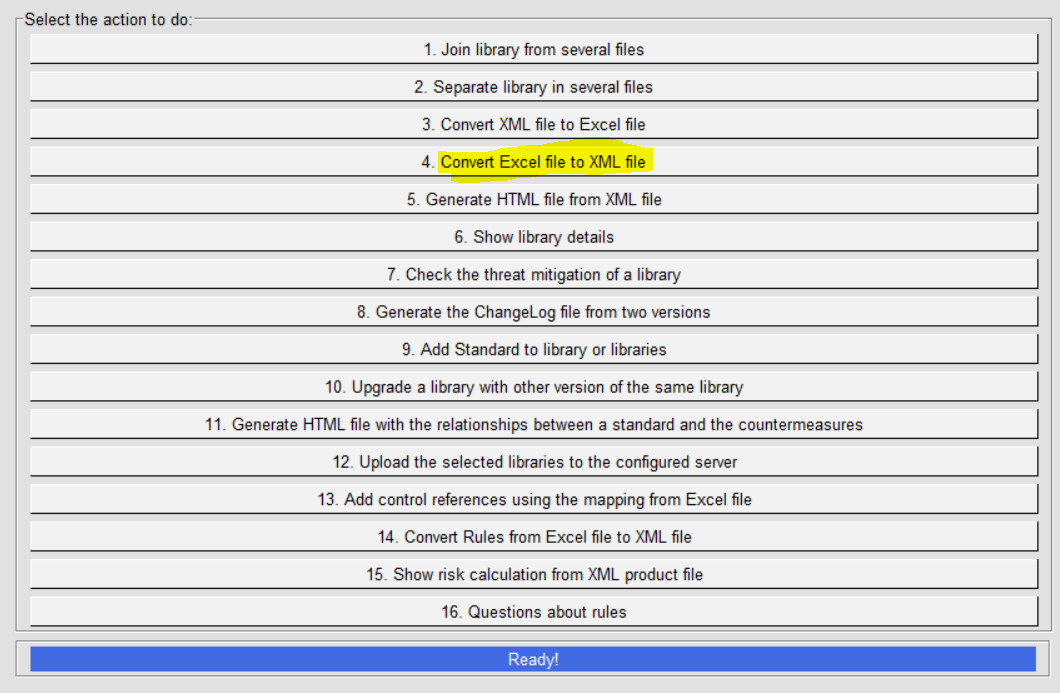 Select the action to do:
1. Join library from several files
2. Separate library in several files
3. Convert XML file to Excel file
4. Convert Excel file to XML file
5. Generate HTML file from XML file
6. Show library details
7. Check the threat mitigation of a library
8. Generate the ChangeLog file from two versions
9. Add Standard to library or libraries
10. Upgrade a library with other version of the same library
11. Generate HTML file with the relationships between a standard and the countermeasures
12. Upload the selected libraries to the configured server
13. Add control references using the mapping from Excel file
14. Convert Rules from Excel file to XML file
15. Show risk calculation from XML product file
16. Questions about rules
Ready!